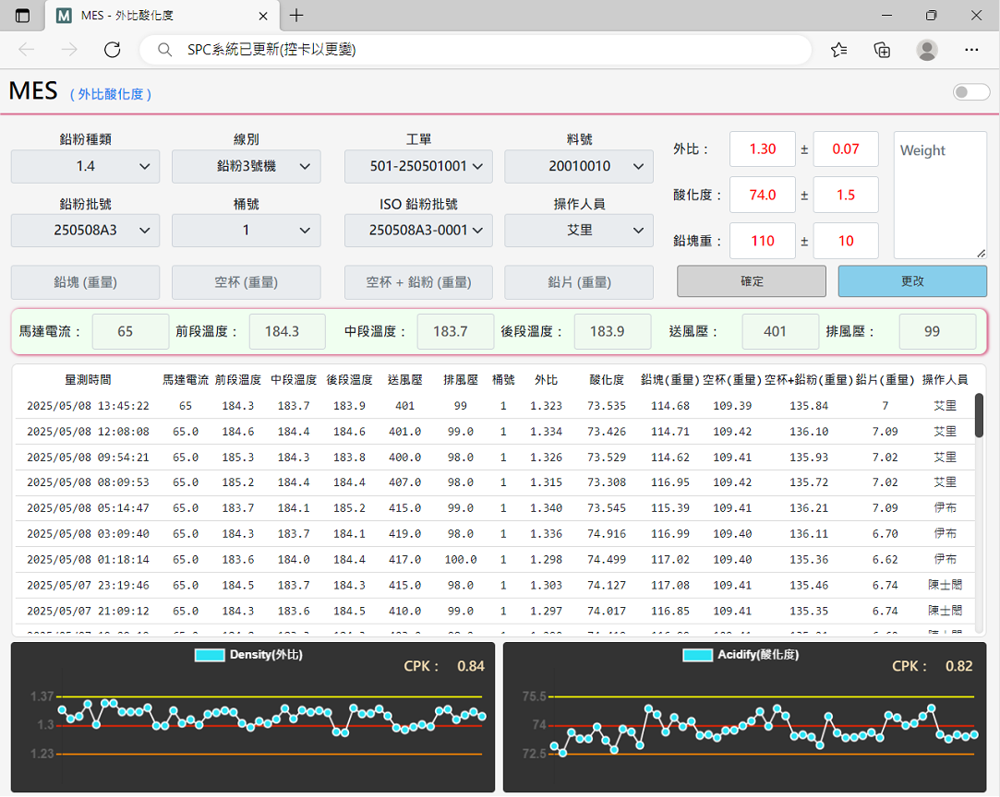 MES - 外比酸化度
SPC系統已更新(控卡以更變)
MES ( 外比酸化度 )
鉛粉種類 線別 工單 料號
1.4 鉛粉3號機 501-250501001 20010010
外比： 1.30 ± 0.07 Weight
鉛粉批號 桶號 ISO 鉛粉批號 操作人員
酸化度： 74.0 ± 1.5
250508A3 1 250508A3-0001 艾里
鉛塊重： 110 ± 10
鉛塊 (重量) 空杯 (重量) 空杯 + 鉛粉 (重量) 鉛片 (重量) 確定 更改
馬達電流： 65 前段溫度： 184.3 中段溫度： 183.7 後段溫度： 183.9 送風壓： 401 排風壓： 99
量測時間 馬達電流 前段溫度 中段溫度 後段溫度 送風壓 排風壓 桶號 外比 酸化度 鉛塊(重量) 空杯(重量) 空杯+鉛粉(重量) 鉛片(重量) 操作人員
2025/05/08 13:45:22 65 184.3 183.7 183.9 401 99 1 1.323 73.535 114.68 109.39 135.84 7 艾里
2025/05/08 12:08:08 65.0 184.6 184.4 184.6 401.0 99.0 1 1.334 73.426 114.71 109.42 136.10 7.09 艾里
2025/05/08 09:54:21 65.0 185.3 184.3 183.8 400.0 98.0 1 1.326 73.529 114.62 109.41 135.93 7.02 艾里
2025/05/08 08:09:53 65.0 185.2 184.4 184.4 407.0 98.0 1 1.315 73.308 116.95 109.42 135.72 7.02 艾里
2025/05/08 05:14:47 65.0 183.7 184.1 185.2 415.0 99.0 1 1.340 73.545 115.39 109.41 136.21 7.09 伊布
2025/05/08 03:09:40 65.0 184.3 183.7 184.1 419.0 98.0 1 1.336 74.916 116.99 109.40 136.11 6.70 伊布
2025/05/08 01:18:14 65.0 183.6 184.0 184.4 417.0 100.0 1 1.298 74.499 117.02 109.40 135.36 6.62 伊布
2025/05/07 23:19:46 65.0 184.5 183.7 184.3 415.0 98.0 1 1.303 74.127 117.08 109.41 135.46 6.74 陳士閎
2025/05/07 21:09:12 65.0 184.3 183.6 184.5 410.0 99.0 1 1.297 74.017 116.85 109.41 135.35 6.74 陳士閎
Density(外比)
CPK： 0.84
1.37
1.3
1.23
Acidify(酸化度)
CPK： 0.82
75.5
74
72.5